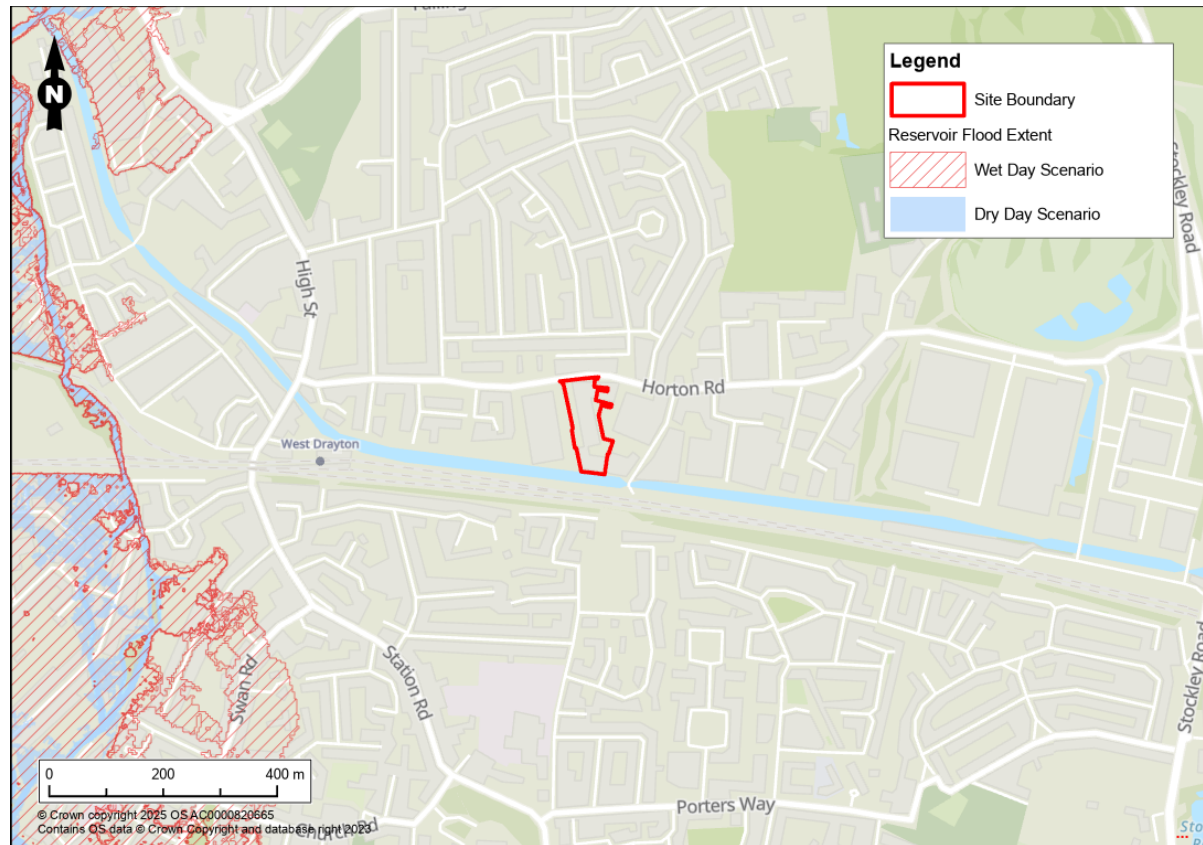 N
Legend
Site Boundary
Reservoir Flood Extent
Wet Day Scenario
Dry Day Scenario
Stockley Road
High St
Horton Rd
West Drayton
Swan Rd
Station Rd
Stockley Road
Porters Way
Church Rd
0 200 400 m
© Crown copyright 2025 OS AC0000820665
Contains OS data © Crown Copyright and database right 2023